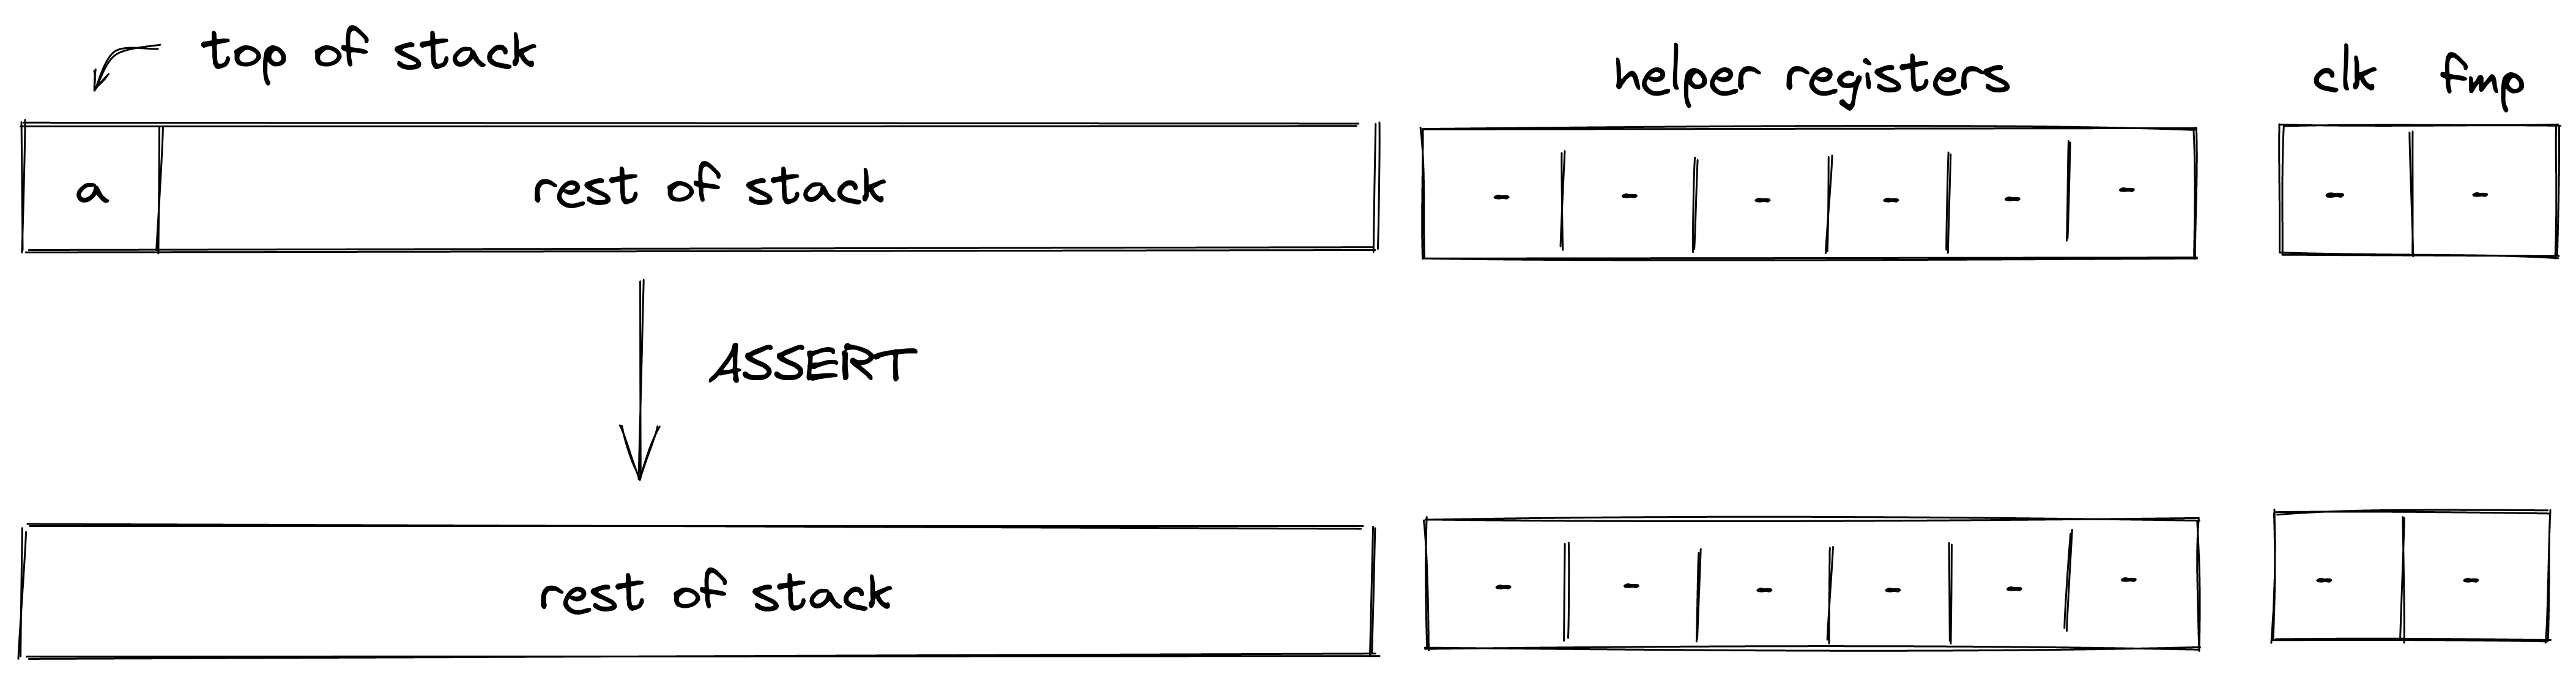 top of stack
helper registers
clk fmp
a
rest of stack
- - - - - -
- -
ASSERT
rest of stack
- - - - - -
- -